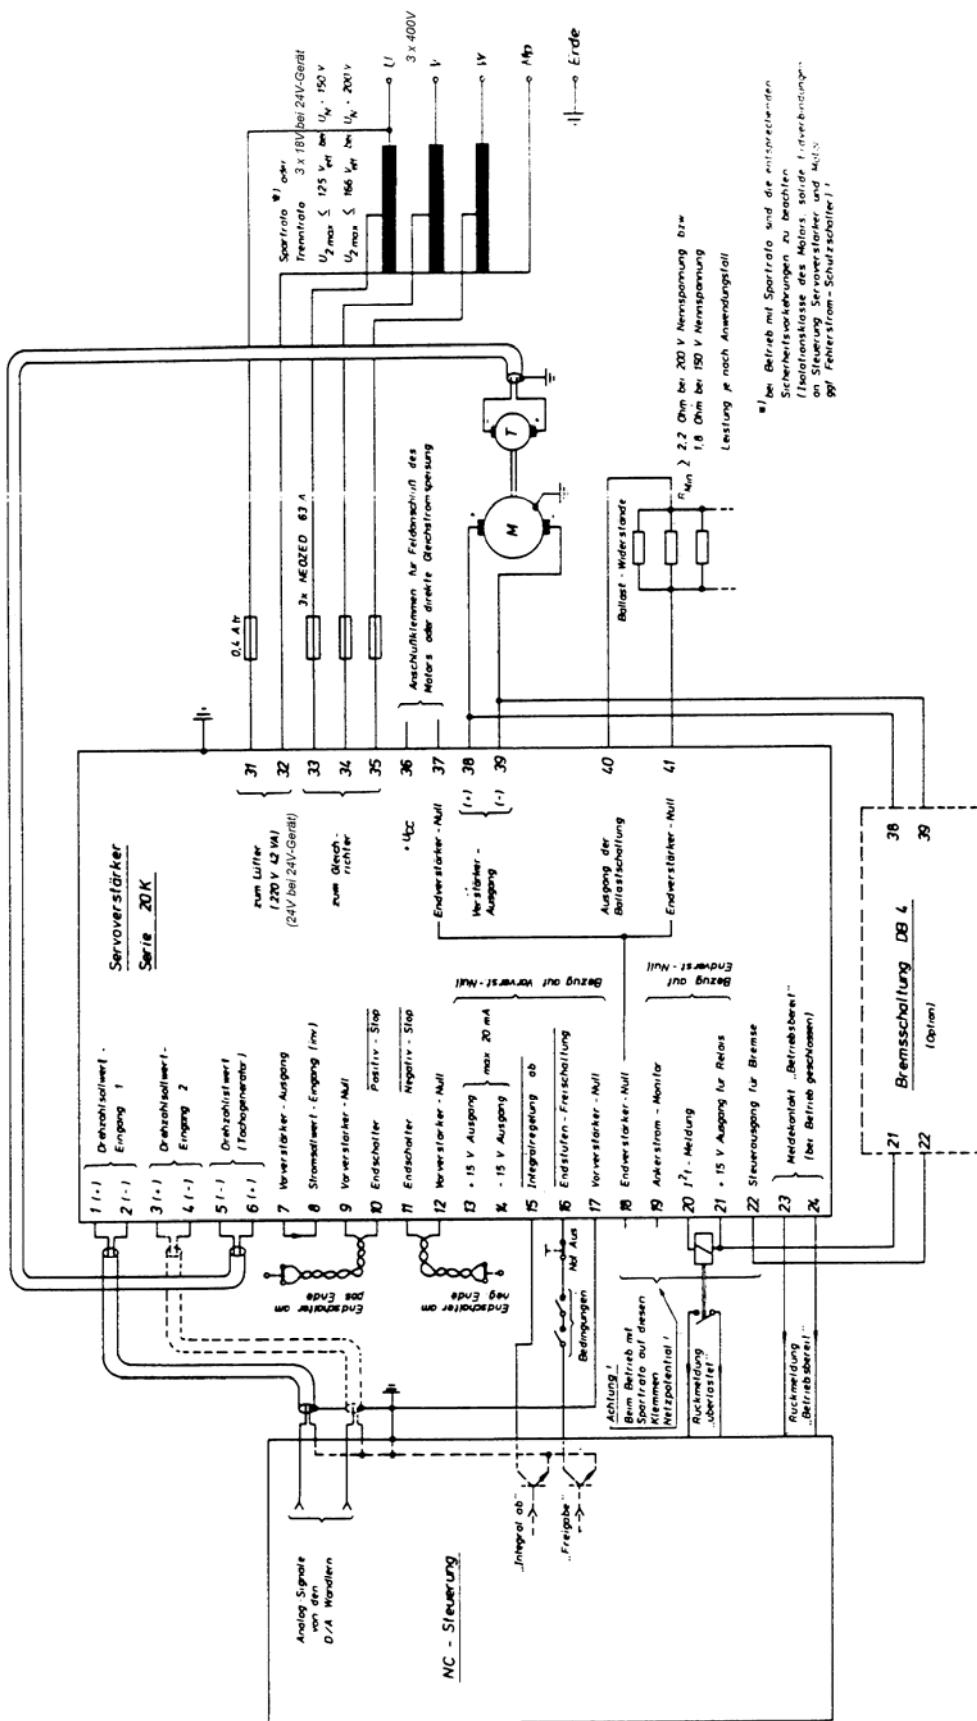 Servoverstärker
Serie 20K
1 (+)
2 (-)
Drehzahlsollwert-
Eingang 1
3 (+)
4 (-)
Drehzahlsollwert-
Eingang 2
5 (-)
6 (+)
Drehzahlistwert
(Tachogenerator)
7 Vorverstärker-Ausgang
8 Stromsollwert-Eingang (inv)
9 Vorverstärker-Null
10 Endschalter Positiv-Stop
11 Endschalter Negativ-Stop
12 Vorverstärker-Null
13 + 15 V Ausgang
14 - 15 V Ausgang
max 20 mA
15 Integralregelung ab
16 Endstufen-Freischaltung
17 Vorverstärker-Null
Bezug auf Vorverst-Null
18 Endverstärker-Null
19 Ankerstrom-Monitor
20 I²t-Meldung
21 + 15 V Ausgang für Relais
Bezug auf
Endverst-Null
22 Steuerausgang für Bremse
23
24
Meldekontakt „Betriebsbereit"
(bei Betrieb geschlossen)
31
32
zum Lüfter
(220 V 42 VA)
(24V bei 24V-Gerät)
33
34
35
zum Gleich-
richter
36
+ UCC
37
Endverstärker-Null
38
(+)
39
(-)
Verstärker-
Ausgang
40
Ausgang der
Ballastschaltung
41
Endverstärker-Null
0,4 A tr
3x NEOZED 63 A
Anschlußklemmen für Feldanschluß des
Motors oder direkte Gleichstromspeisung
M
T
Spartrafo *) oder
Trenntrafo 3 x 18V bei 24V-Gerät
U2 max ≤ 125 Veff bei UN = 150 V
U2 max ≤ 166 Veff bei UN = 200 V
U
V
W
Mp
3 x 400V
Erde
Ballast-Widerstände
RMin ≥ 2,2 Ohm bei 200 V Nennspannung bzw
1,8 Ohm bei 150 V Nennspannung
Leistung je nach Anwendungsfall
*) bei Betrieb mit Spartrafo sind die entsprechenden
Sicherheitsvorkehrungen zu beachten
(Isolationsklasse des Motors, solide Erdverbindungen
an Steuerung Servoverstärker und Motor
ggf Fehlerstrom-Schutzschalter)!
Bremsschaltung DB 4
(Option)
21
22
38
39
Endschalter am
pos Ende
Endschalter am
neg. Ende
Not Aus
Bedingungen
Achtung!
Beim Betrieb mit
Spartrafo auf diesen
Klemmen
Netzpotential!
Rückmeldung
„überlastet"
Rückmeldung
„Betriebsbereit"
Analog-Signale
von den
D/A Wandlern
„Integral ab"
„Freigabe"
NC-Steuerung